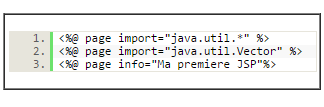 1. <%@ page import="java.util.*" %>
2. <%@ page import="java.util.Vector" %>
3. <%@ page info="Ma premiere JSP"%>